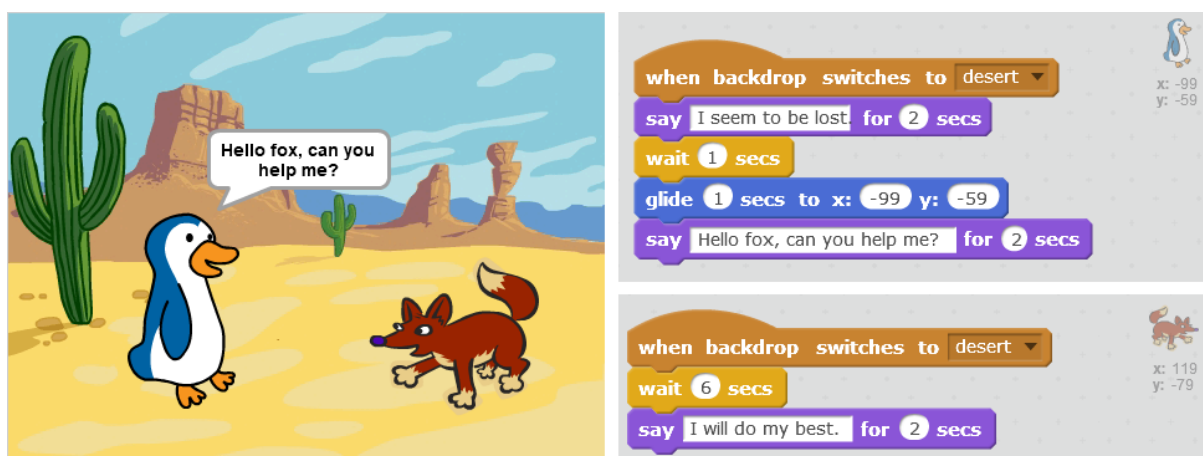 Hello fox, can you
help me?
when backdrop switches to desert
say I seem to be lost. for 2 secs
wait 1 secs
glide 1 secs to x: -99 y: -59
say Hello fox, can you help me? for 2 secs
x: -99
y: -59
when backdrop switches to desert
wait 6 secs
say I will do my best. for 2 secs
x: 119
y: -79